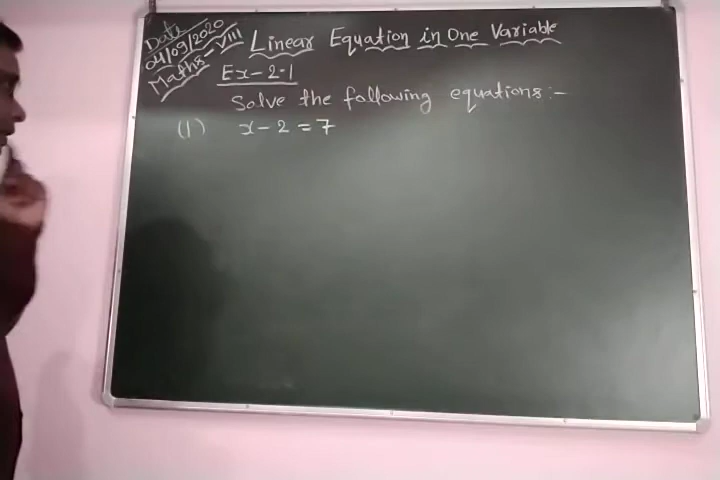 Date
04/09/2020
Maths-VIII
Linear Equation in One Variable
Ex-2.1
Solve the following equations:-
(1) x-2=7